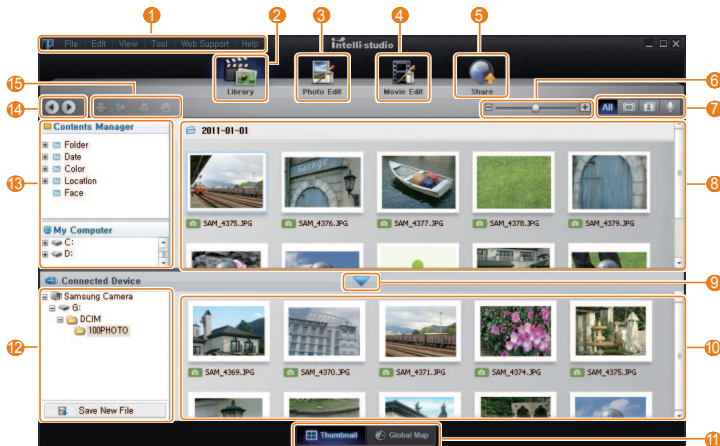 1
2
3
4
5
File Edit View Tool Web Support Help
intelli-studio
Library
Photo Edit
Movie Edit
Share
6
15
14
All
7
Contents Manager
2011-01-01
Folder
Date
Color
Location
Face
13
8
SAM_4375.JPG
SAM_4376.JPG
SAM_4377.JPG
SAM_4378.JPG
SAM_4379.JPG
My Computer
C:
D:
Connected Device
9
Samsung Camera
G:
DCIM
100PHOTO
12
10
SAM_4369.JPG
SAM_4370.JPG
SAM_4371.JPG
SAM_4374.JPG
SAM_4375.JPG
Save New File
Thumbnail
Global Map
11